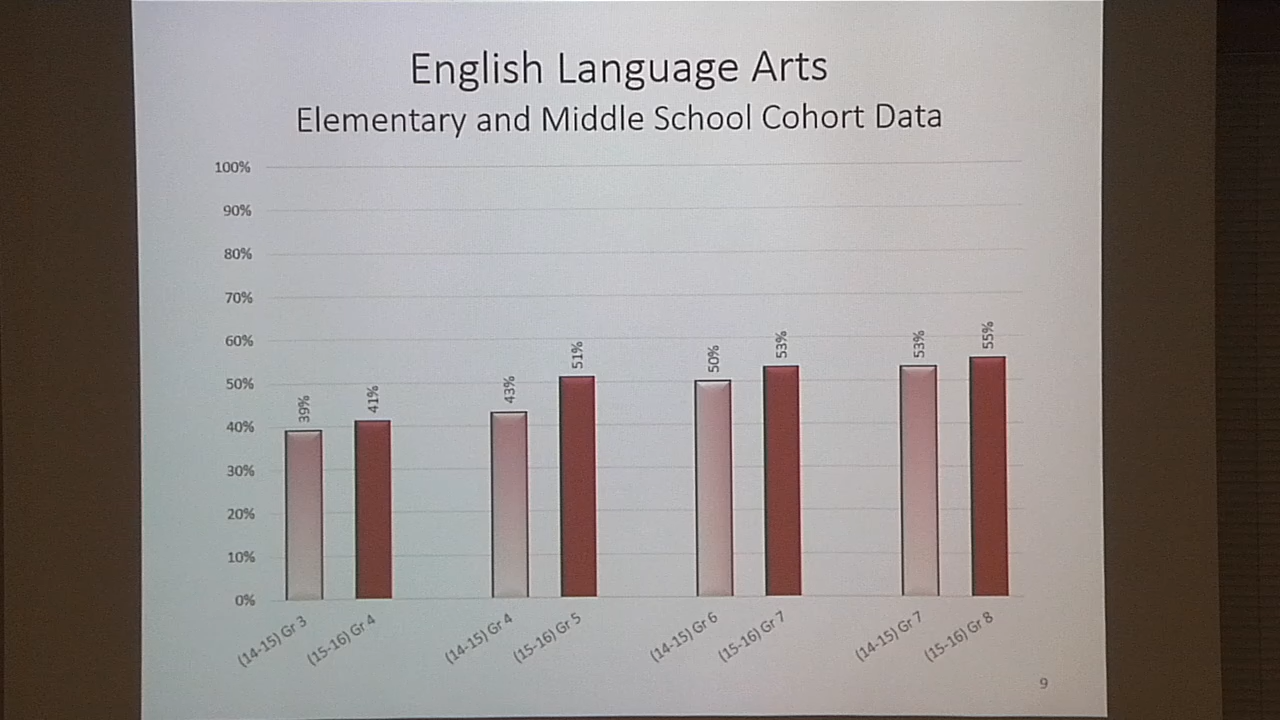 English Language Arts
Elementary and Middle School Cohort Data
100%
90%
80%
70%
60%
50%
40%
30%
20%
10%
0%
39%
41%
43%
51%
50%
53%
53%
55%
(14-15) Gr 3
(15-16) Gr 4
(14-15) Gr 4
(15-16) Gr 5
(14-15) Gr 6
(15-16) Gr 7
(14-15) Gr 7
(15-16) Gr 8
9